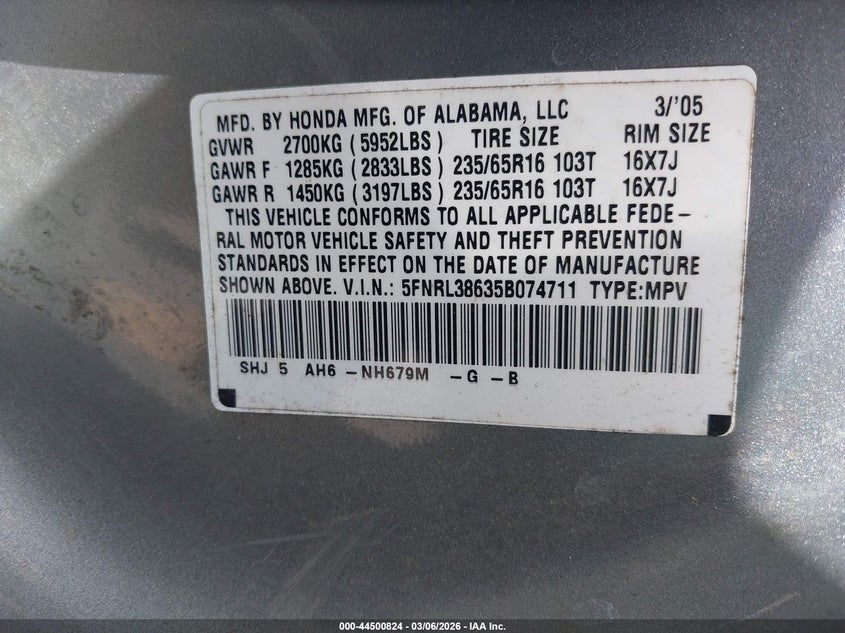 MFD. BY HONDA MFG. OF ALABAMA, LLC 3/'05
GVWR 2700KG (5952LBS) TIRE SIZE RIM SIZE
GAWR F 1285KG (2833LBS) 235/65R16 103T 16X7J
GAWR R 1450KG (3197LBS) 235/65R16 103T 16X7J
THIS VEHICLE CONFORMS TO ALL APPLICABLE FEDE-
RAL MOTOR VEHICLE SAFETY AND THEFT PREVENTION
STANDARDS IN EFFECT ON THE DATE OF MANUFACTURE
SHOWN ABOVE. V.I.N.: 5FNRL38635B074711 TYPE:MPV
SHJ 5 AH6 -NH679M -G -B
000-44500824 | 03/06/2026 | IAA Inc.